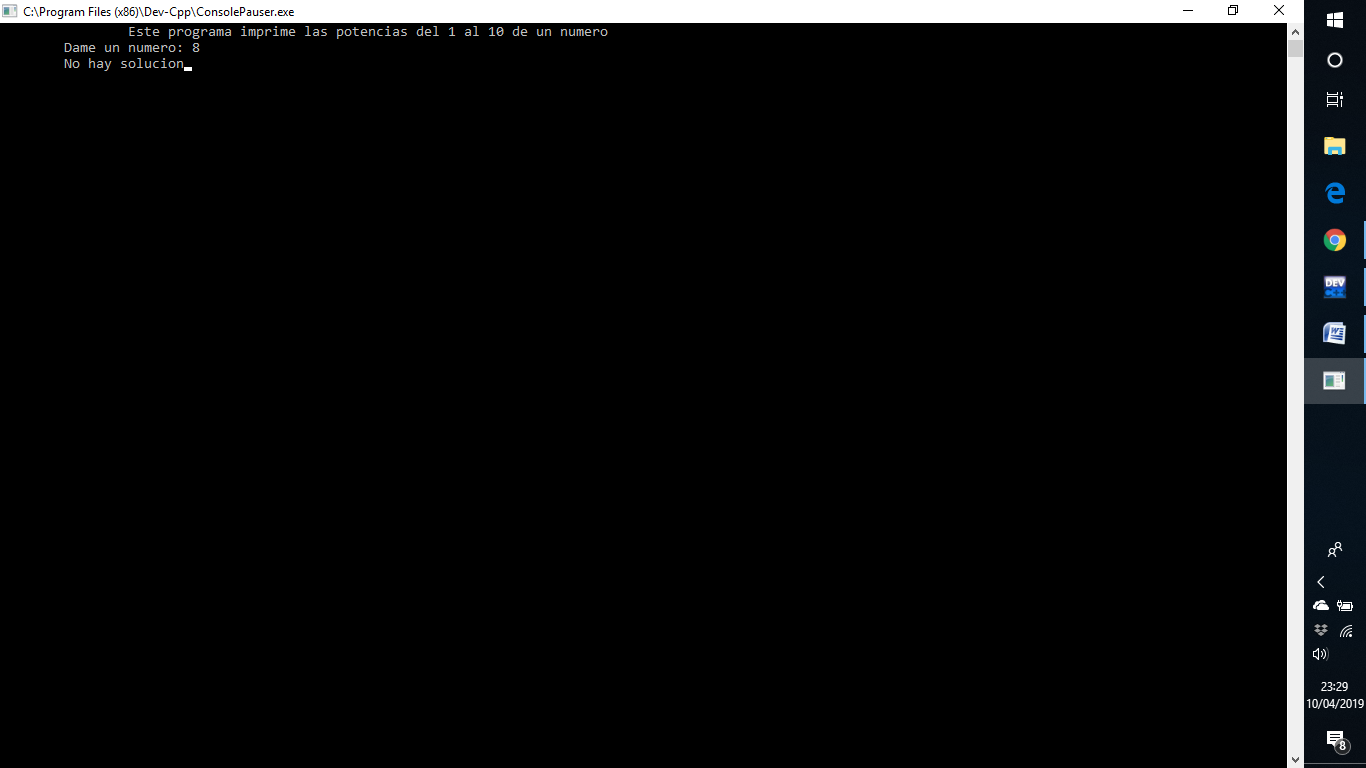 C:\Program Files (x86)\Dev-Cpp\ConsolePauser.exe
Este programa imprime las potencias del 1 al 10 de un numero
Dame un numero: 8
No hay solucion
DEV
C++
W
23:29
10/04/2019
8